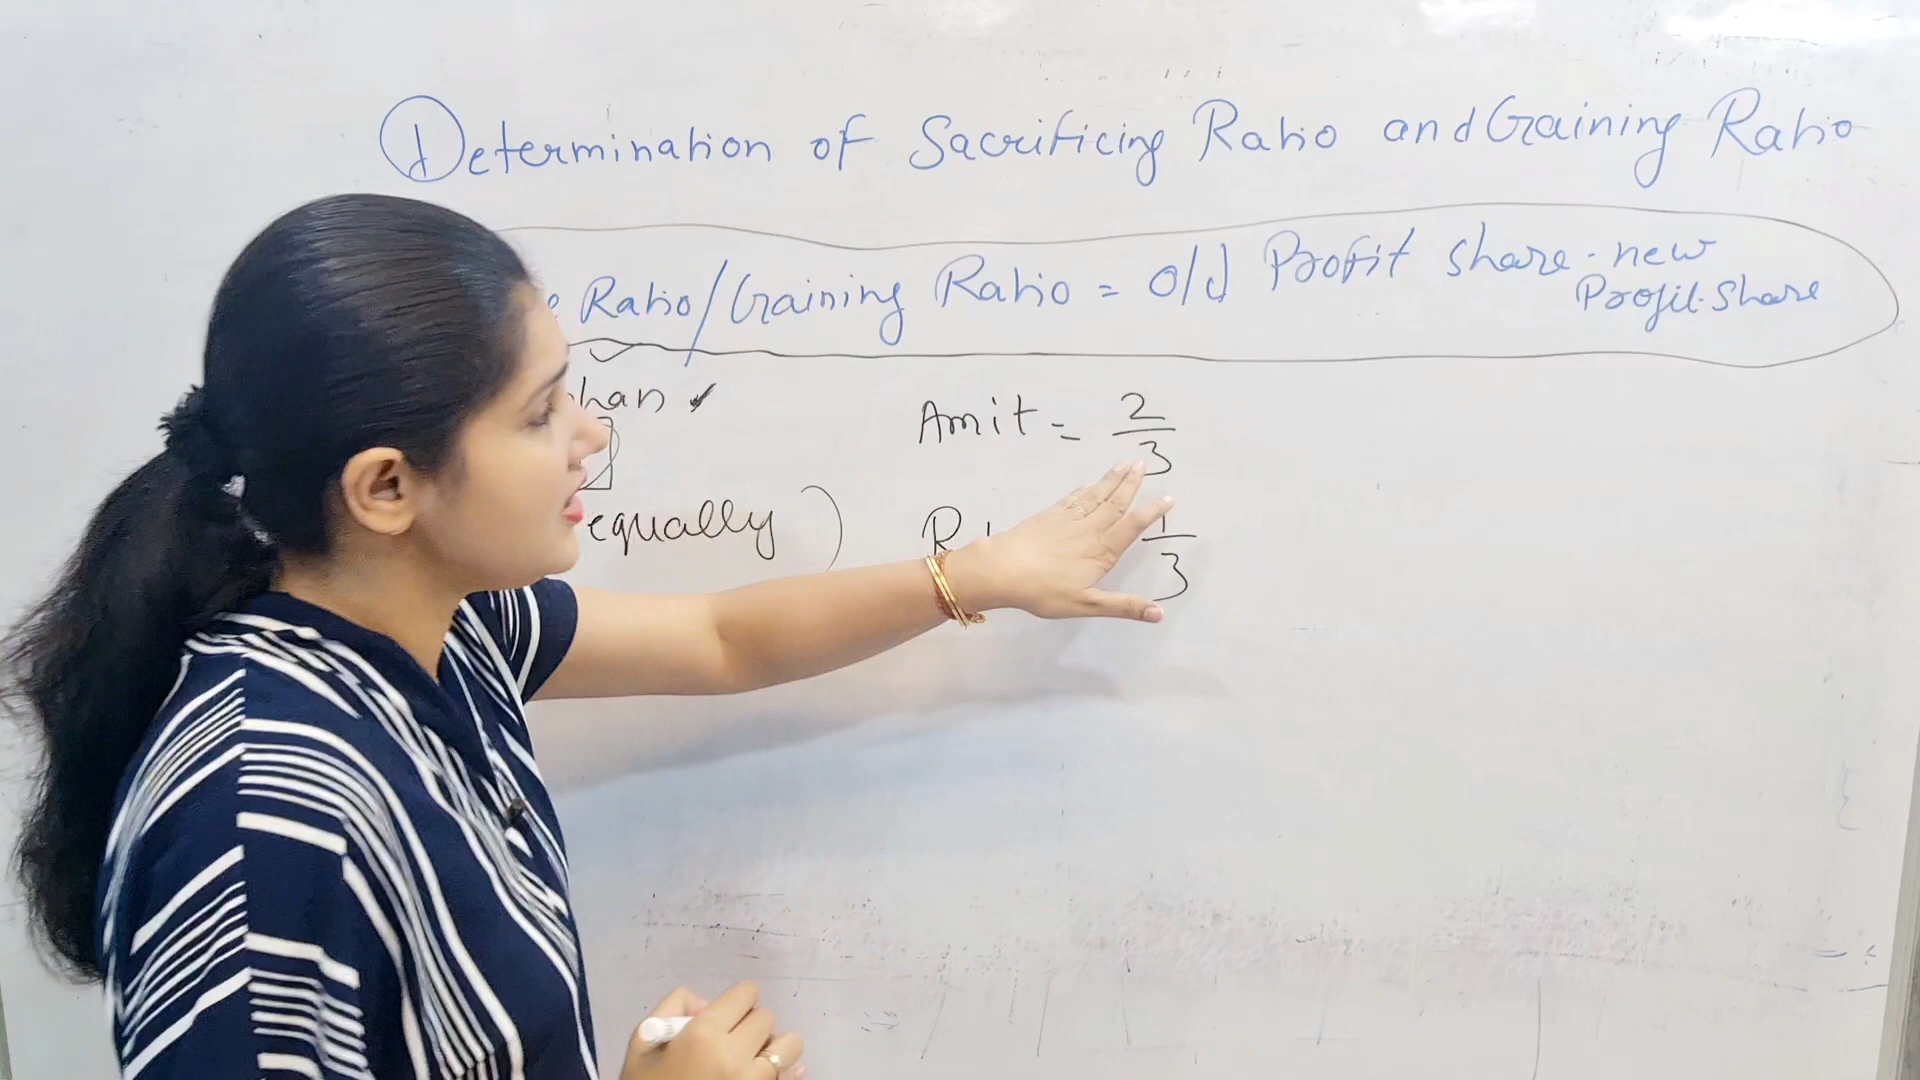 Determination of Sacrificing Ratio and Gaining Ratio
Ratio/Gaining Ratio = old Profit share - new
Profit share
Amit = 2/3
equally)
1/3